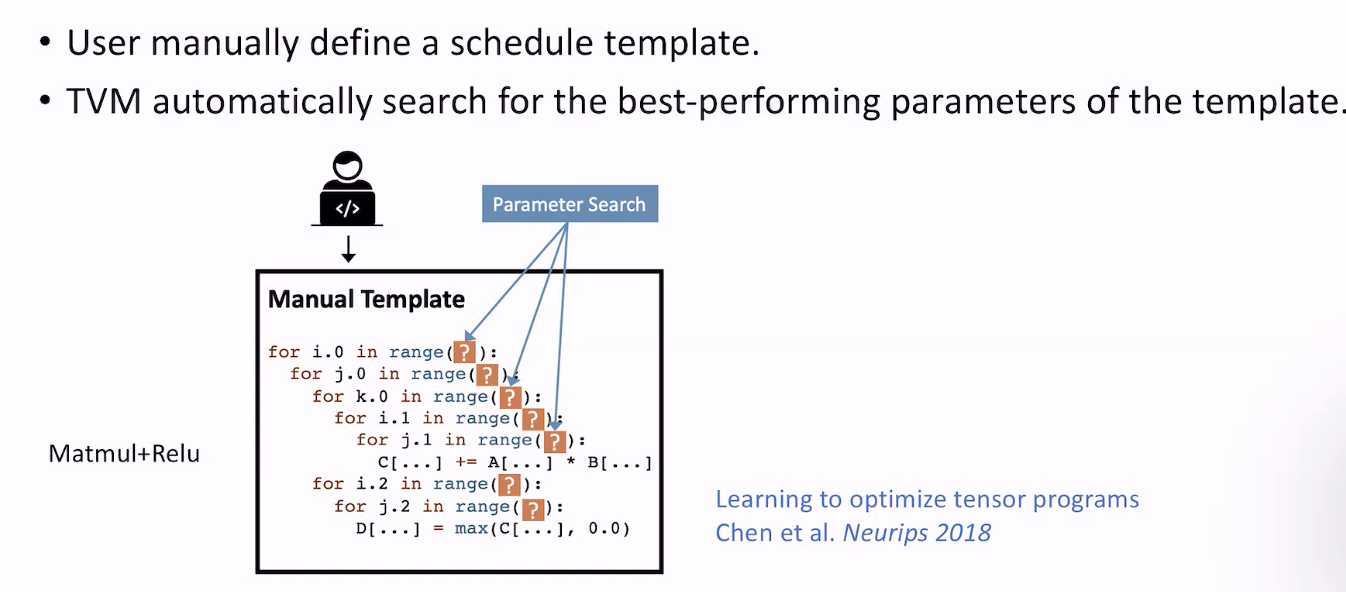 • User manually define a schedule template.
• TVM automatically search for the best-performing parameters of the template.
</>
Parameter Search
Manual Template
for i.0 in range(?):
for j.0 in range(?):
for k.0 in range(?):
for i.1 in range(?):
for j.1 in range(?):
C[...] += A[...] * B[...]
for i.2 in range(?):
for j.2 in range(?):
D[...] = max(C[...], 0.0)
Matmul+Relu
Learning to optimize tensor programs
Chen et al. Neurips 2018